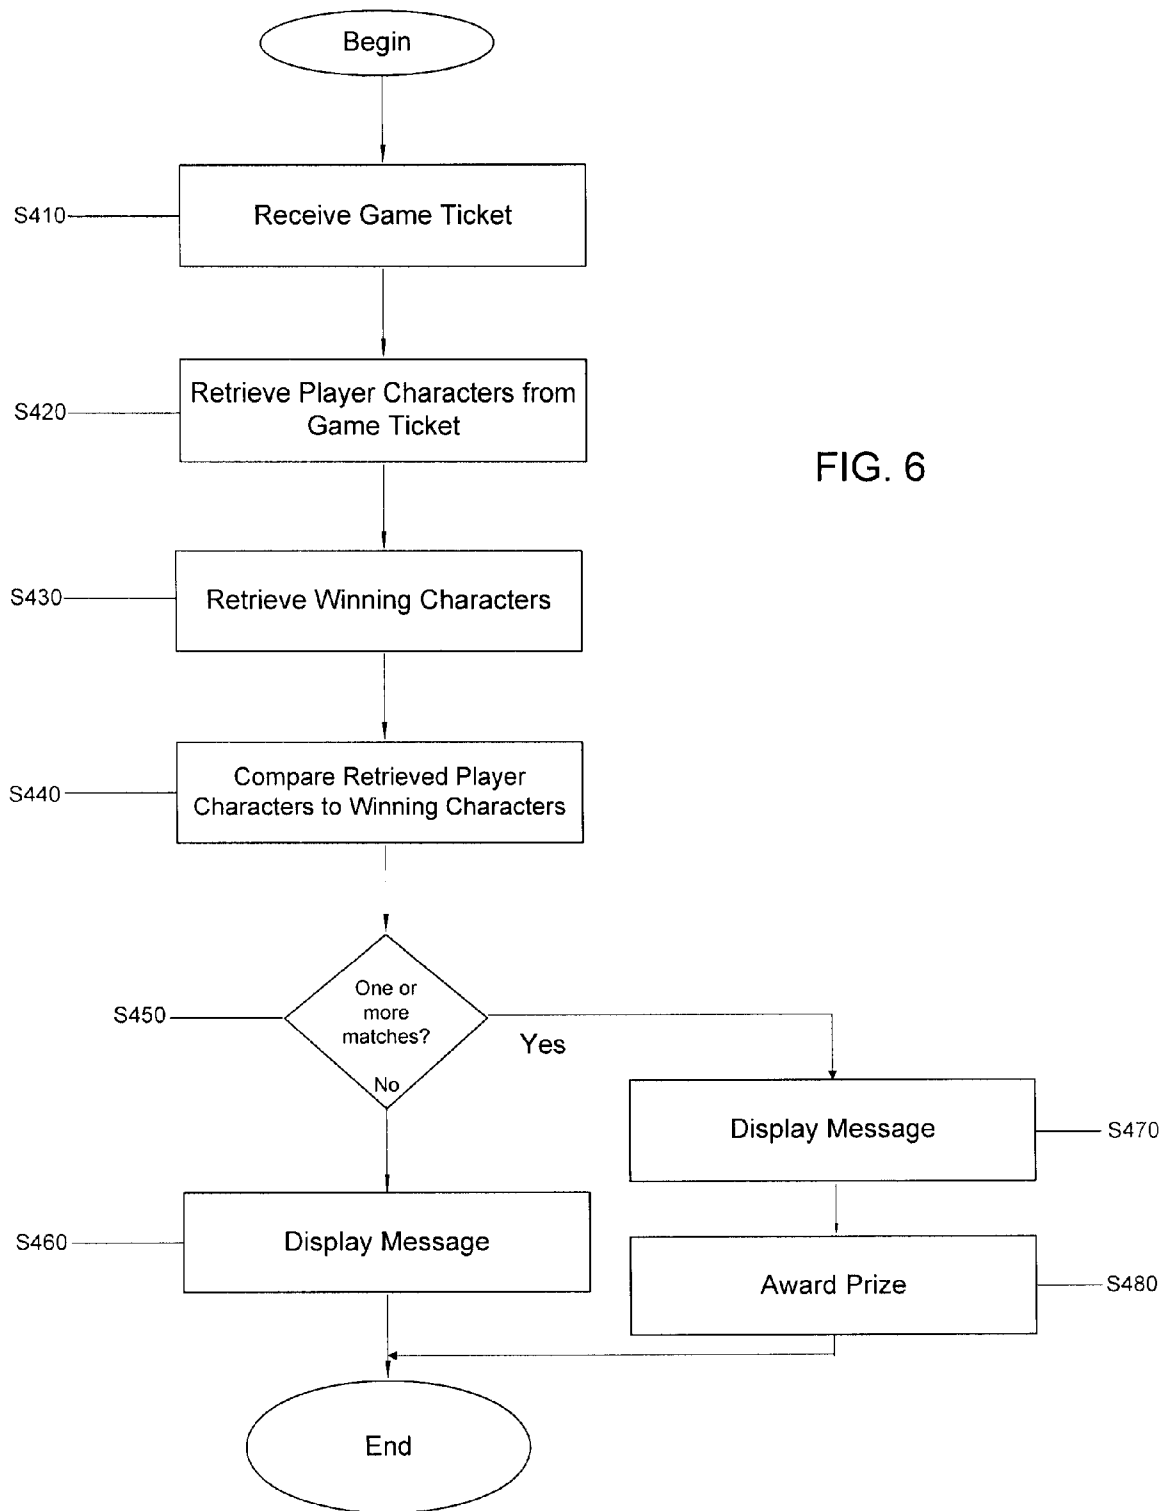 Begin
S410
Receive Game Ticket
S420
Retrieve Player Characters from
Game Ticket
FIG. 6
S430
Retrieve Winning Characters
S440
Compare Retrieved Player
Characters to Winning Characters
S450
One or
more
matches?
Yes
No
Display Message
S470
S460
Display Message
Award Prize
S480
End